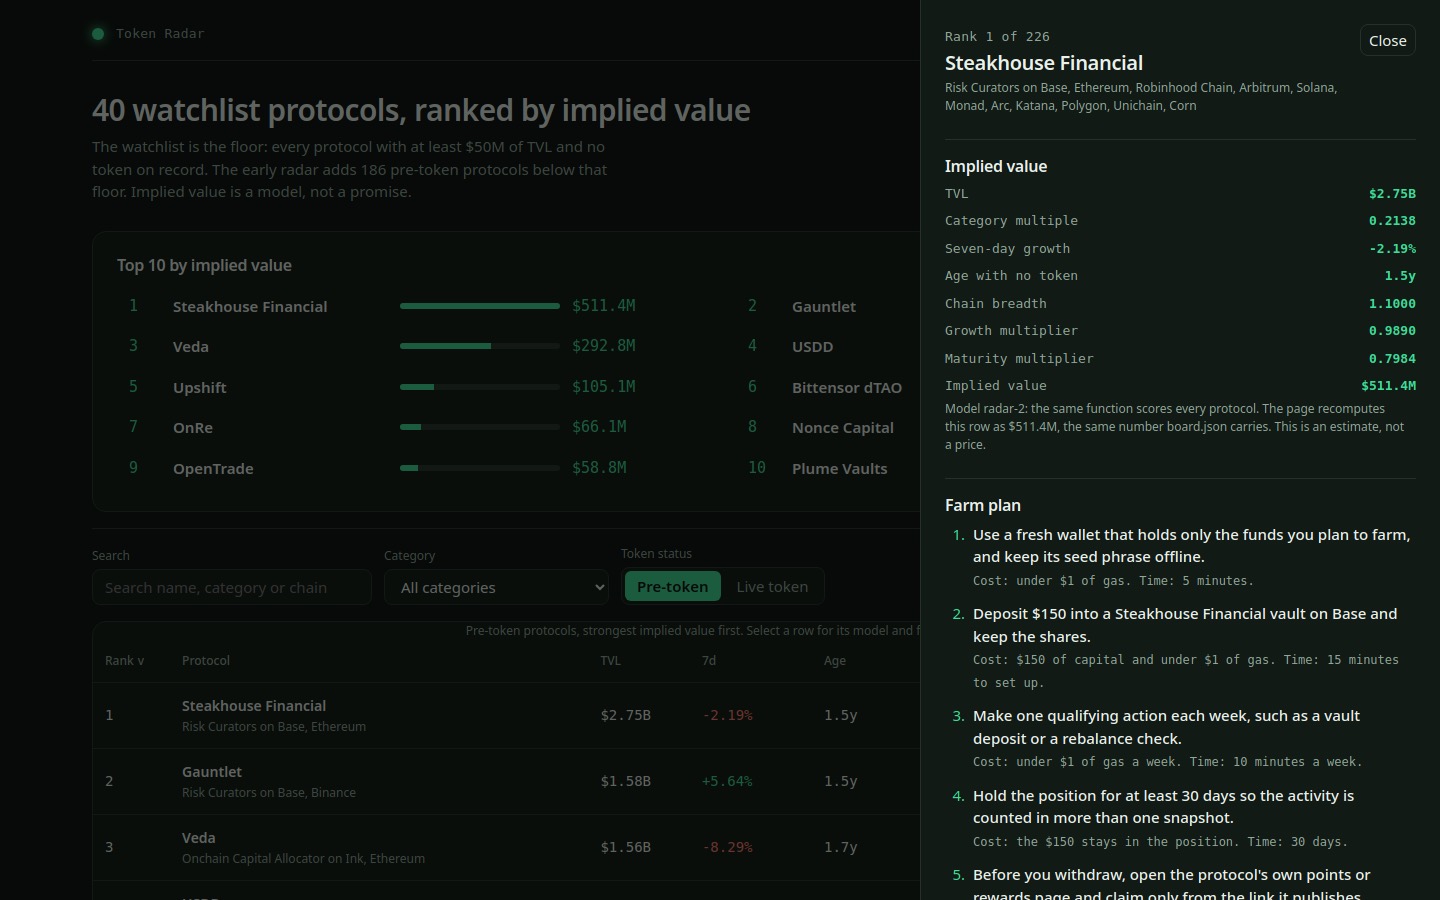 Token Radar
40 watchlist protocols, ranked by implied value
The watchlist is the floor: every protocol with at least $50M of TVL and no
token on record. The early radar adds 186 pre-token protocols below that
floor. Implied value is a model, not a promise.
Top 10 by implied value
1 Steakhouse Financial $511.4M 2 Gauntlet
3 Veda $292.8M 4 USDD
5 Upshift $105.1M 6 Bittensor dTAO
7 OnRe $66.1M 8 Nonce Capital
9 OpenTrade $58.8M 10 Plume Vaults
Search Category Token status
Search name, category or chain All categories Pre-token Live token
Pre-token protocols, strongest implied value first. Select a row for its model and
Rank v Protocol TVL 7d Age
1 Steakhouse Financial $2.75B -2.19% 1.5y
Risk Curators on Base, Ethereum
2 Gauntlet $1.58B +5.64% 1.5y
Risk Curators on Base, Binance
3 Veda $1.56B -8.29% 1.7y
Onchain Capital Allocator on Ink, Ethereum
Rank 1 of 226
Close
Steakhouse Financial
Risk Curators on Base, Ethereum, Robinhood Chain, Arbitrum, Solana,
Monad, Arc, Katana, Polygon, Unichain, Corn
Implied value
TVL $2.75B
Category multiple 0.2138
Seven-day growth -2.19%
Age with no token 1.5y
Chain breadth 1.1000
Growth multiplier 0.9890
Maturity multiplier 0.7984
Implied value $511.4M
Model radar-2: the same function scores every protocol. The page recomputes
this row as $511.4M, the same number board.json carries. This is an estimate, not
a price.
Farm plan
1. Use a fresh wallet that holds only the funds you plan to farm,
and keep its seed phrase offline.
Cost: under $1 of gas. Time: 5 minutes.
2. Deposit $150 into a Steakhouse Financial vault on Base and
keep the shares.
Cost: $150 of capital and under $1 of gas. Time: 15 minutes
to set up.
3. Make one qualifying action each week, such as a vault
deposit or a rebalance check.
Cost: under $1 of gas a week. Time: 10 minutes a week.
4. Hold the position for at least 30 days so the activity is
counted in more than one snapshot.
Cost: the $150 stays in the position. Time: 30 days.
5. Before you withdraw, open the protocol's own points or
rewards page and claim only from the link it publishes.